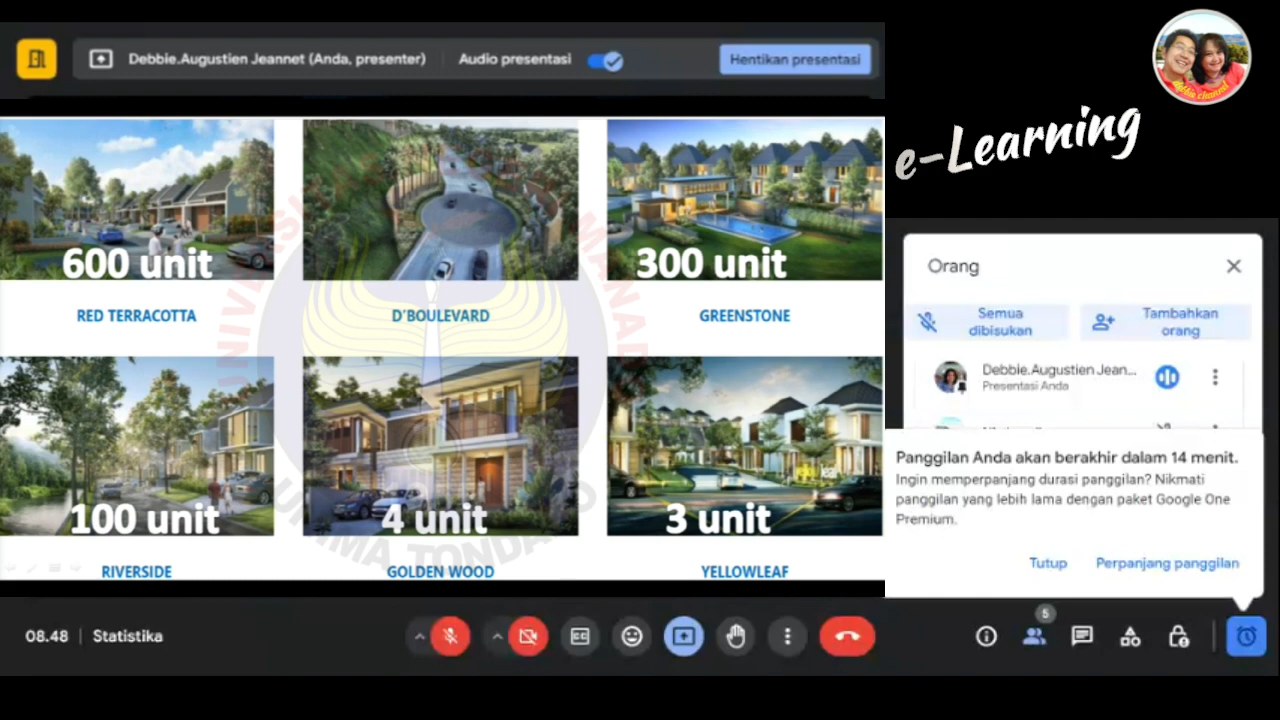 Debbie.Augustien Jeannet (Anda, presenter)
Audio presentasi
Hentikan presentasi
debbie channel
e-Learning
600 unit
300 unit
RED TERRACOTTA
D'BOULEVARD
GREENSTONE
100 unit
4 unit
3 unit
RIVERSIDE
GOLDEN WOOD
YELLOWLEAF
Orang
Semua
dibisukan
Tambahkan
orang
Debbie.Augustien Jean...
Presentasi Anda
Panggilan Anda akan berakhir dalam 14 menit.
Ingin memperpanjang durasi panggilan? Nikmati
panggilan yang lebih lama dengan paket Google One
Premium.
Tutup
Perpanjang panggilan
08.48
Statistika
5